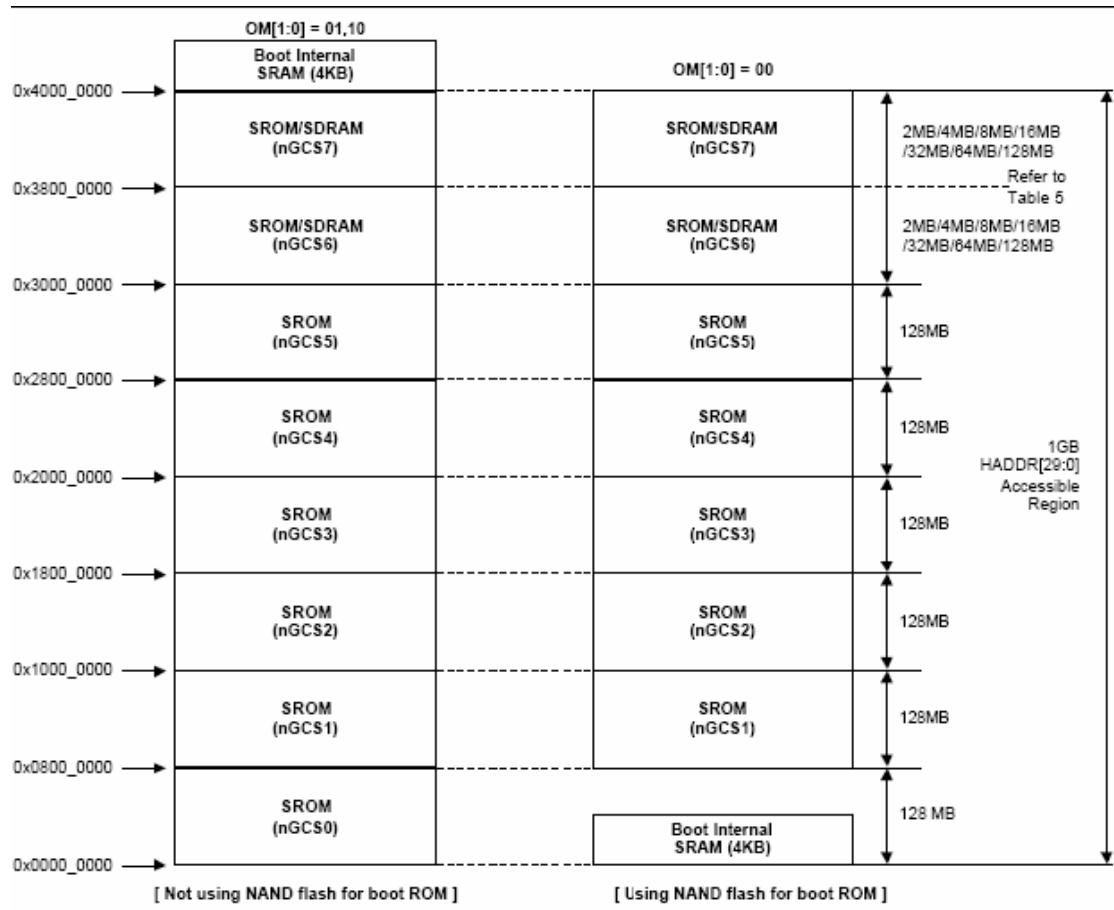 OM[1:0] = 01,10
Boot Internal
SRAM (4KB)
OM[1:0] = 00
0x4000_0000
SROM/SDRAM
(nGCS7)
SROM/SDRAM
(nGCS7)
2MB/4MB/8MB/16MB
/32MB/64MB/128MB
0x3800_0000
Refer to
Table 5
SROM/SDRAM
(nGCS6)
SROM/SDRAM
(nGCS6)
2MB/4MB/8MB/16MB
/32MB/64MB/128MB
0x3000_0000
SROM
(nGCS5)
SROM
(nGCS5)
128MB
0x2800_0000
SROM
(nGCS4)
SROM
(nGCS4)
128MB
1GB
HADDR[29:0]
Accessible
Region
0x2000_0000
SROM
(nGCS3)
SROM
(nGCS3)
128MB
0x1800_0000
SROM
(nGCS2)
SROM
(nGCS2)
128MB
0x1000_0000
SROM
(nGCS1)
SROM
(nGCS1)
128MB
0x0800_0000
SROM
(nGCS0)
128 MB
Boot Internal
SRAM (4KB)
0x0000_0000
[ Not using NAND flash for boot ROM ]
[ Using NAND flash for boot ROM ]